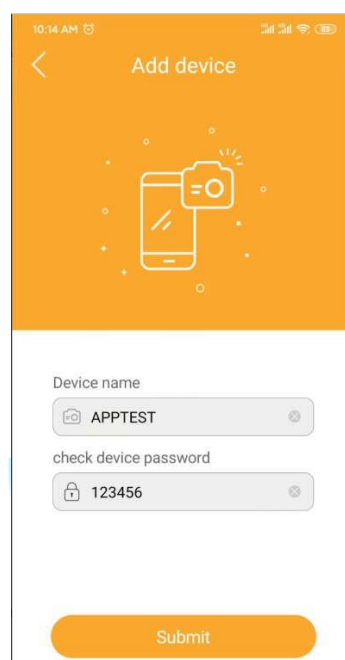 10:14 AM
Add device
Device name
APPTEST
check device password
123456
Submit